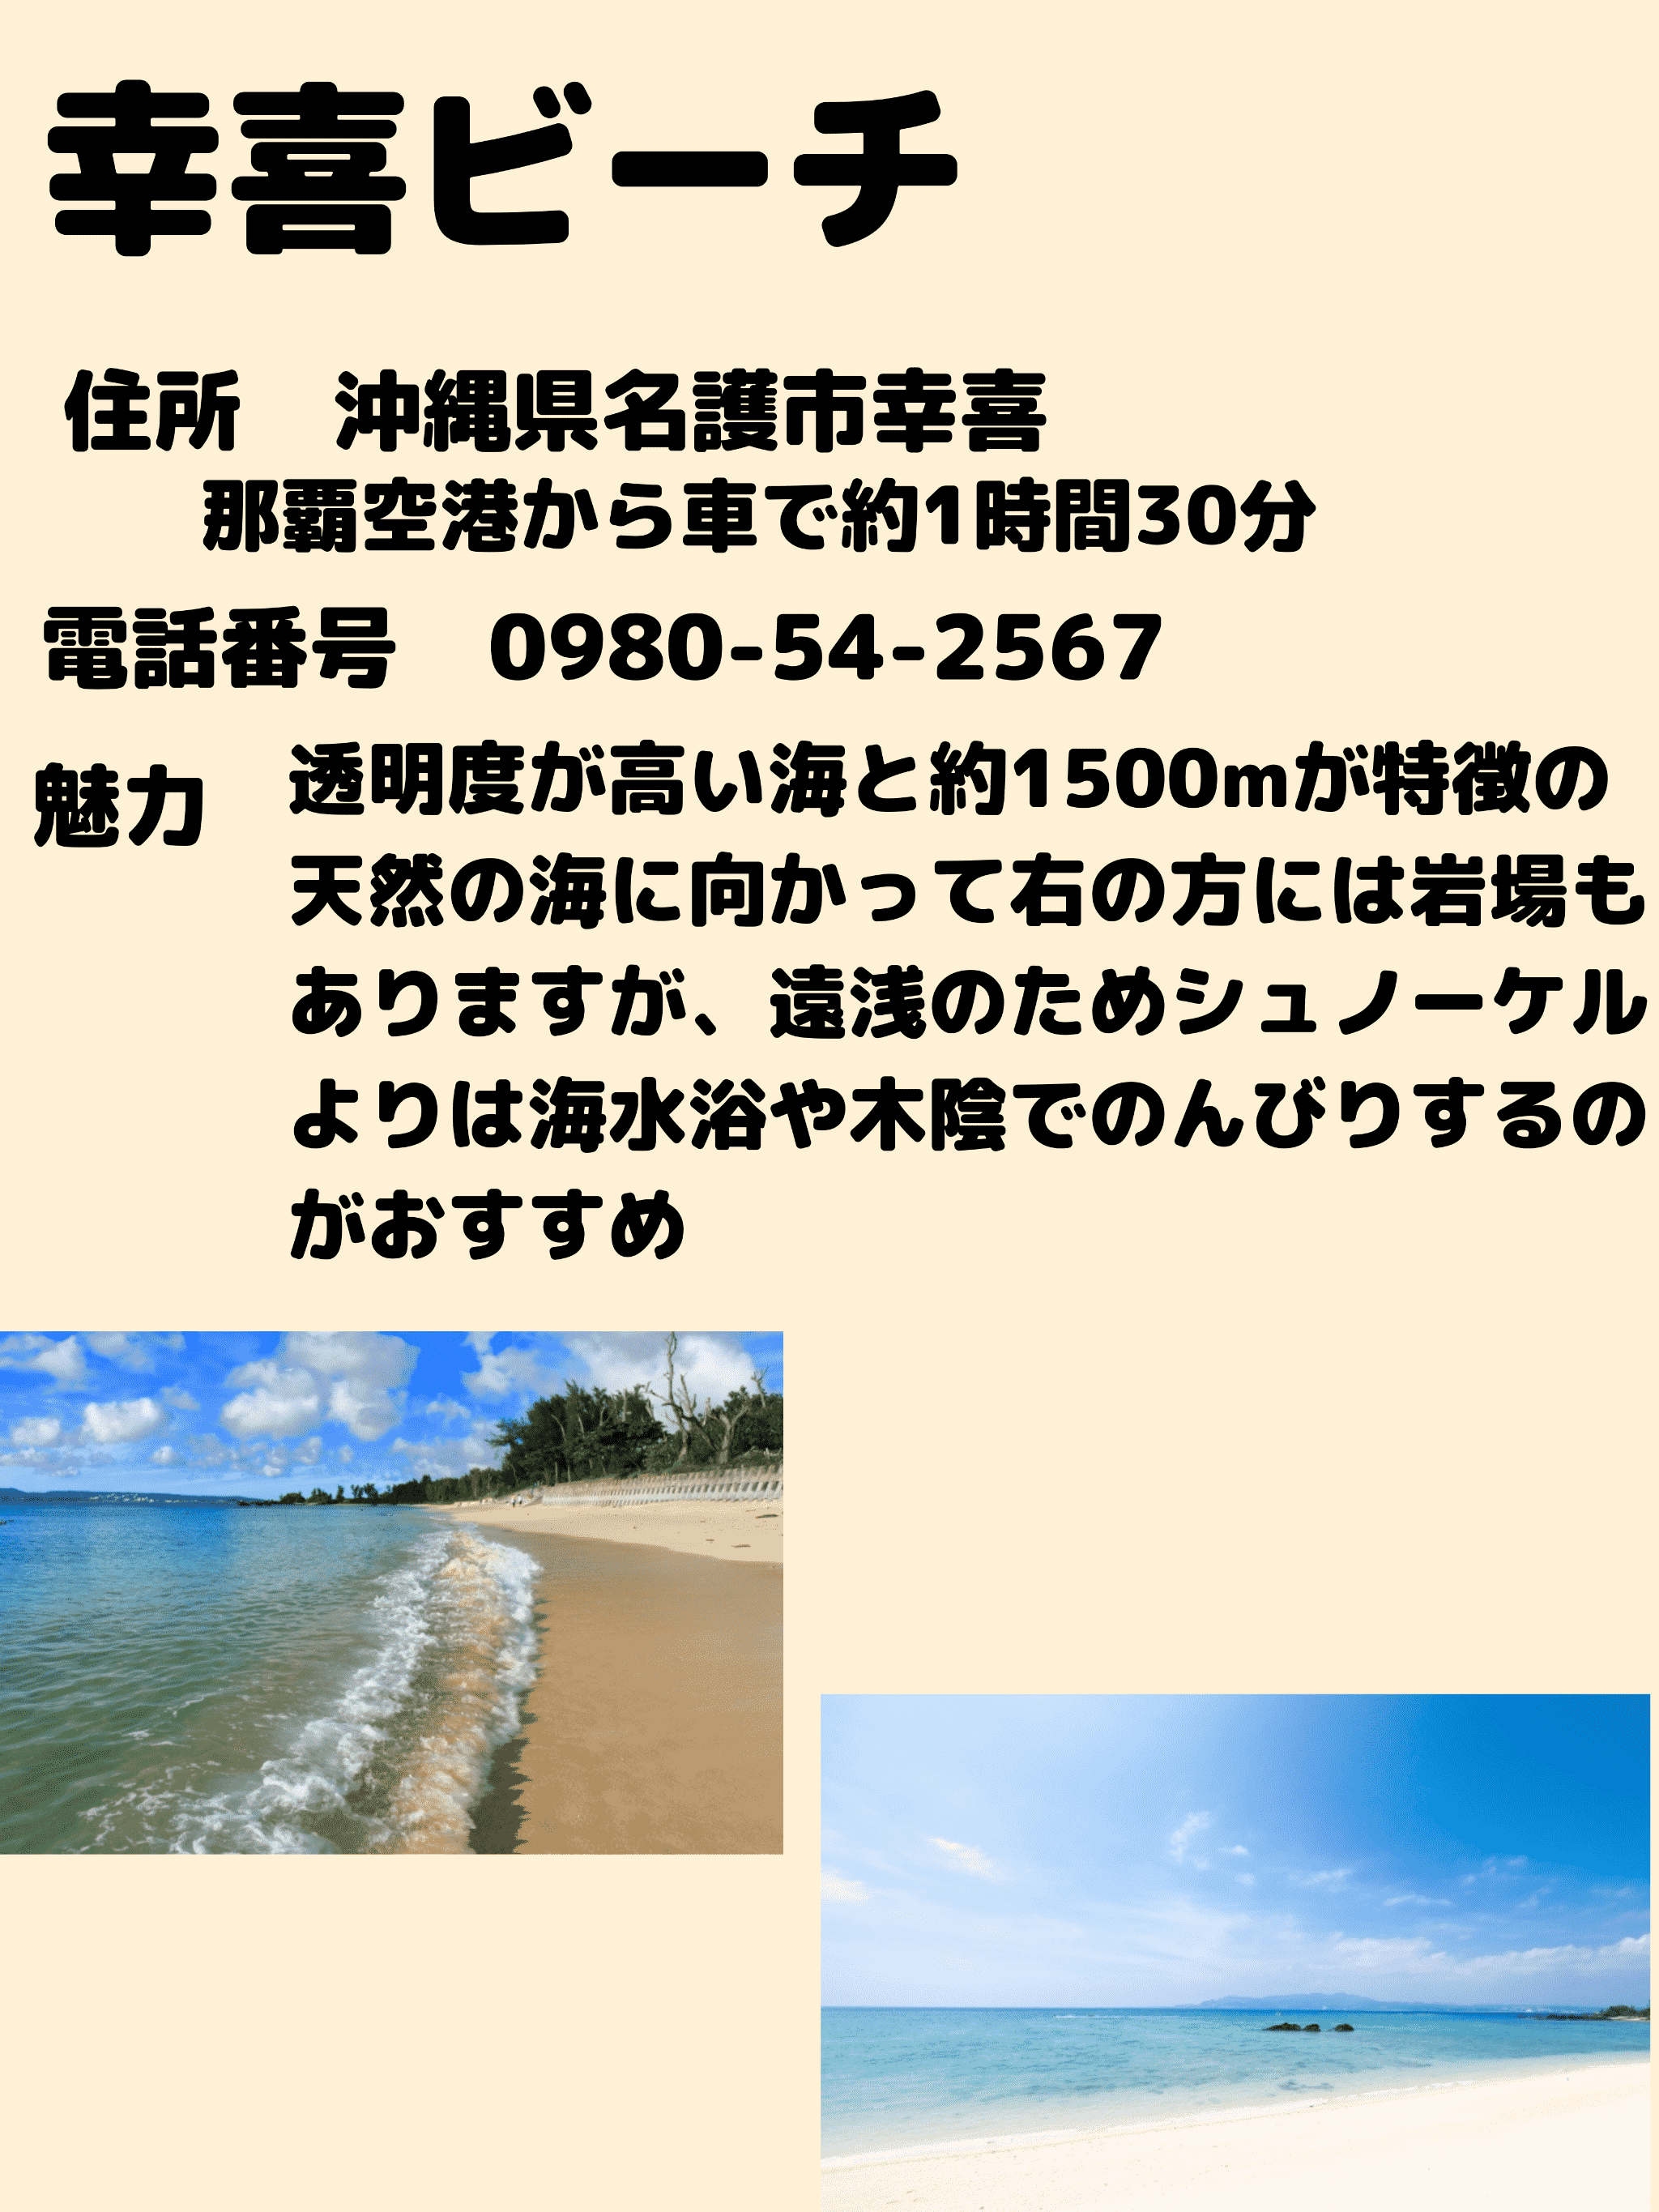 幸喜ビーチ
住所　沖縄県名護市幸喜
那覇空港から車で約1時間30分
電話番号　0980-54-2567
魅力
透明度が高い海と約1500mが特徴の
天然の海に向かって右の方には岩場も
ありますが、遠浅のためシュノーケル
よりは海水浴や木陰でのんびりするの
がおすすめ